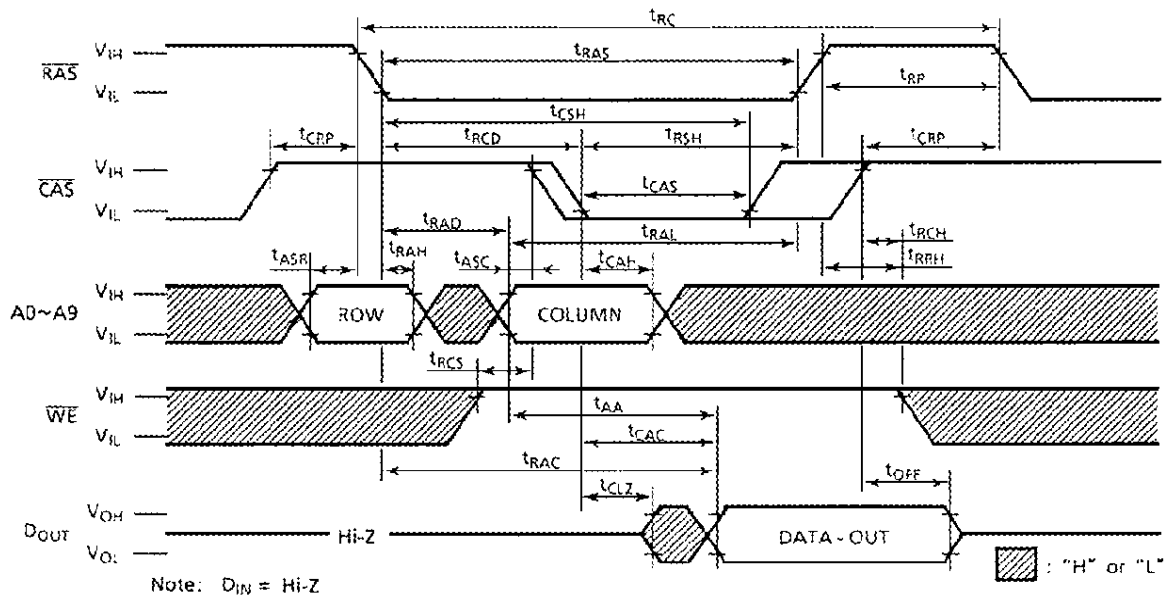 tRC
VIH
RAS
VIL
tRAS
tRP
tCSH
tCRP
tRCD
tRSH
tCRP
VIH
CAS
VIL
tCAS
tRAD
tRAL
tRCH
tASR
tRAH
tASC
tCAH
tRRH
VIH
A0~A9
VIL
ROW
COLUMN
tRCS
VIH
WE
VIL
tAA
tCAC
tRAC
tOFF
tCLZ
VOH
DOUT
VOL
Hi-Z
DATA-OUT
: "H" or "L"
Note: DIN = Hi-Z